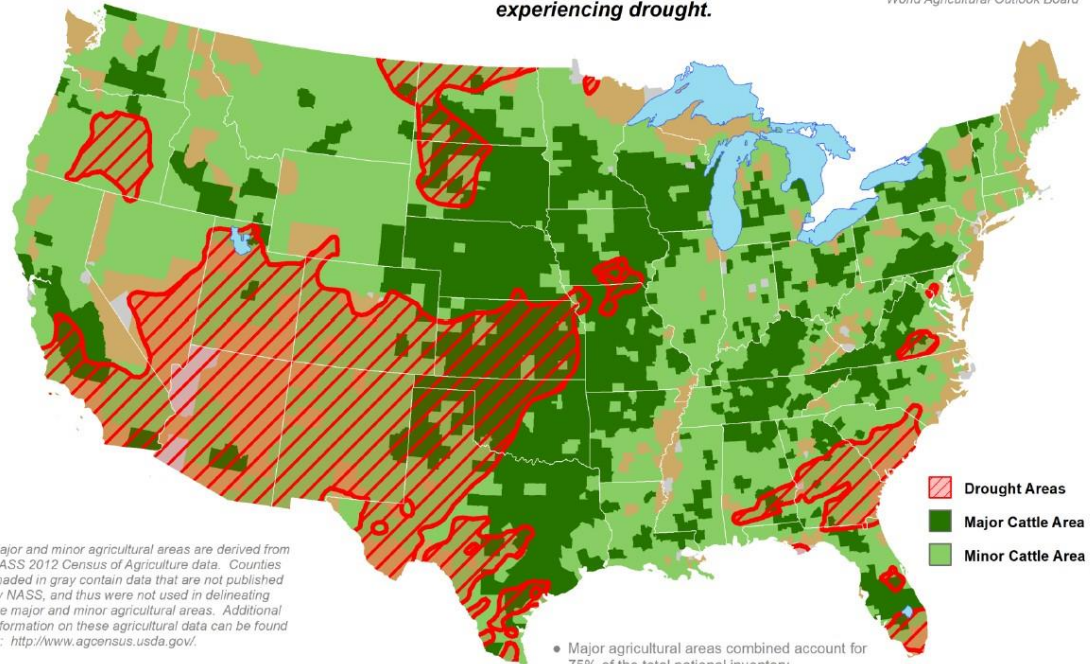 experiencing drought.
World Agricultural Outlook Board
Drought Areas
Major Cattle Area
Minor Cattle Area
ajor and minor agricultural areas are derived from
ASS 2012 Census of Agriculture data. Counties
haded in gray contain data that are not published
y NASS, and thus were not used in delineating
e major and minor agricultural areas. Additional
formation on these agricultural data can be found
: http://www.agcensus.usda.gov/.
● Major agricultural areas combined account for
75% of the total national inventory.